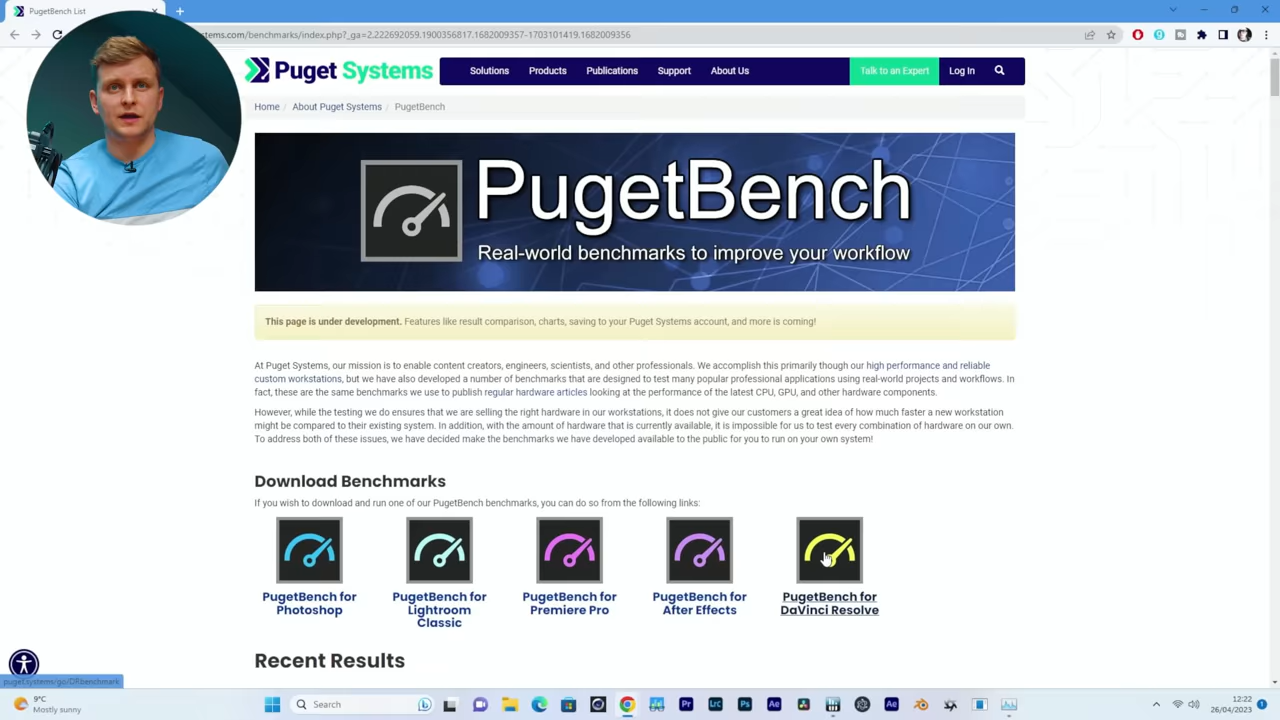 PugetBench List
stems.com/benchmarks/index.php?_ga=2.222692059.1900356817.1682009357-1703101419.1682009356
Puget Systems
Solutions Products Publications Support About Us Talk to an Expert Log In
Home / About Puget Systems / PugetBench
PugetBench
Real-world benchmarks to improve your workflow
This page is under development. Features like result comparison, charts, saving to your Puget Systems account, and more is coming!
At Puget Systems, our mission is to enable content creators, engineers, scientists, and other professionals. We accomplish this primarily though our high performance and reliable
custom workstations, but we have also developed a number of benchmarks that are designed to test many popular professional applications using real-world projects and workflows. In
fact, these are the same benchmarks we use to publish regular hardware articles looking at the performance of the latest CPU, GPU, and other hardware components.
However, while the testing we do ensures that we are selling the right hardware in our workstations, it does not give our customers a great idea of how much faster a new workstation
might be compared to their existing system. In addition, with the amount of hardware that is currently available, it is impossible for us to test every combination of hardware on our own.
To address both of these issues, we have decided make the benchmarks we have developed available to the public for you to run on your own system!
Download Benchmarks
If you wish to download and run one of our PugetBench benchmarks, you can do so from the following links:
PugetBench for
Photoshop
PugetBench for
Lightroom
Classic
PugetBench for
Premiere Pro
PugetBench for
After Effects
PugetBench for
DaVinci Resolve
Recent Results
puget.systems/go/DRbenchmark
9°C
Mostly sunny
Search
Pr
Lrc
Ps
Ae
Ae
12:22
26/04/2023